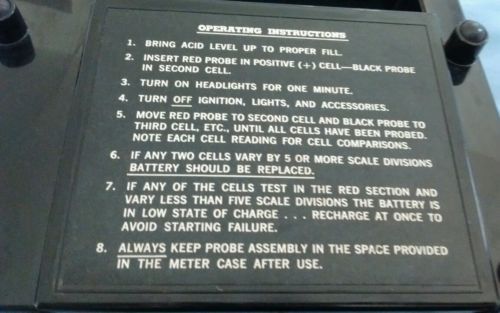 OPERATING INSTRUCTIONS
1. BRING ACID LEVEL UP TO PROPER FILL.
2. INSERT RED PROBE IN POSITIVE (+) CELL—BLACK PROBE
IN SECOND CELL.
3. TURN ON HEADLIGHTS FOR ONE MINUTE.
4. TURN OFF IGNITION, LIGHTS, AND ACCESSORIES.
5. MOVE RED PROBE TO SECOND CELL AND BLACK PROBE TO
THIRD CELL, ETC., UNTIL ALL CELLS HAVE BEEN PROBED.
NOTE EACH CELL READING FOR CELL COMPARISONS.
6. IF ANY TWO CELLS VARY BY 5 OR MORE SCALE DIVISIONS
BATTERY SHOULD BE REPLACED.
7. IF ANY OF THE CELLS TEST IN THE RED SECTION AND
VARY LESS THAN FIVE SCALE DIVISIONS THE BATTERY IS
IN LOW STATE OF CHARGE . . . RECHARGE AT ONCE TO
AVOID STARTING FAILURE.
8. ALWAYS KEEP PROBE ASSEMBLY IN THE SPACE PROVIDED
IN THE METER CASE AFTER USE.